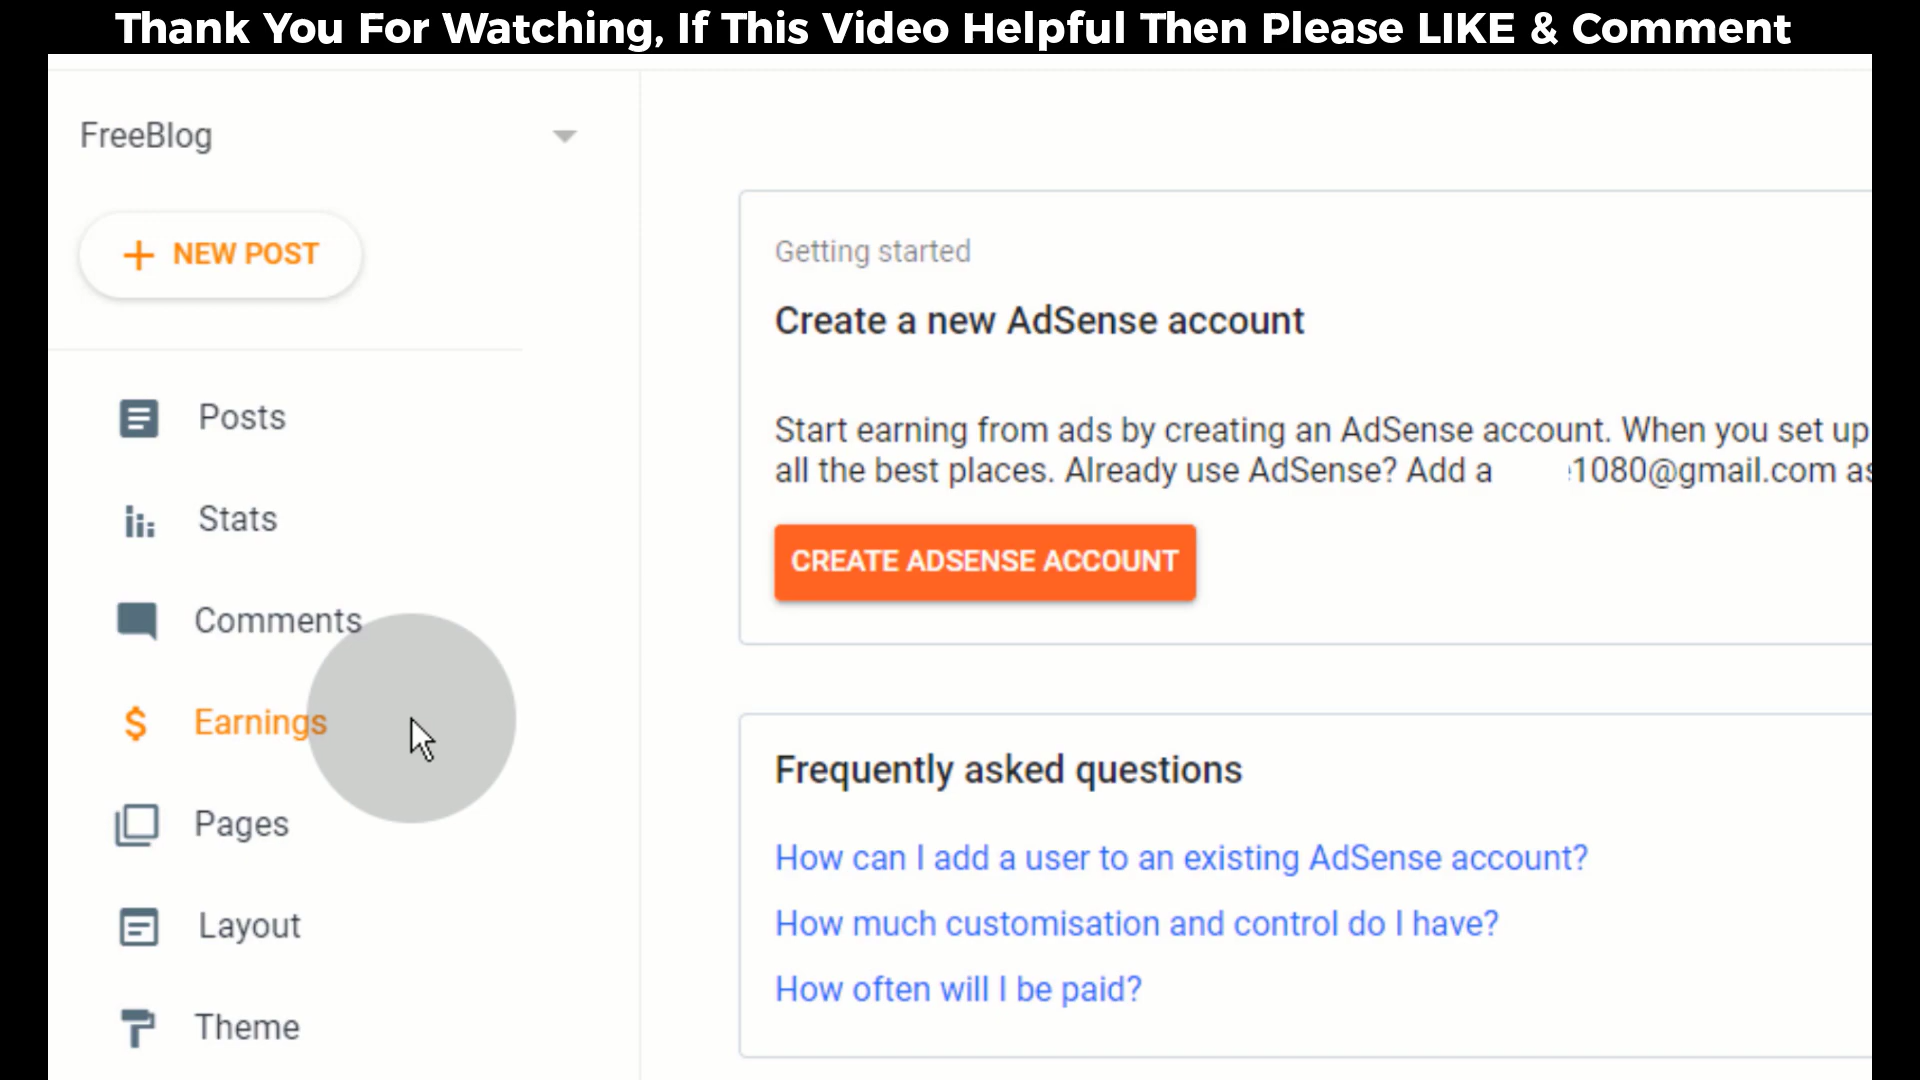 Thank You For Watching, If This Video Helpful Then Please LIKE & Comment
FreeBlog
NEW POST
Posts
Stats
Comments
Earnings
Pages
Layout
Theme
Getting started
Create a new AdSense account
Start earning from ads by creating an AdSense account. When you set up
all the best places. Already use AdSense? Add a 1080@gmail.com as
CREATE ADSENSE ACCOUNT
Frequently asked questions
How can I add a user to an existing AdSense account?
How much customisation and control do I have?
How often will I be paid?